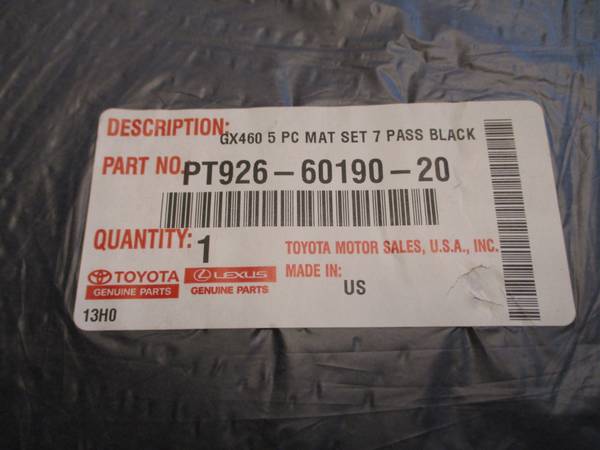 DESCRIPTION: GX460 5 PC MAT SET 7 PASS BLACK
PART NO. PT926-60190-20
QUANTITY: 1
TOYOTA MOTOR SALES, U.S.A., INC.
MADE IN: US
TOYOTA GENUINE PARTS
LEXUS GENUINE PARTS
13H0